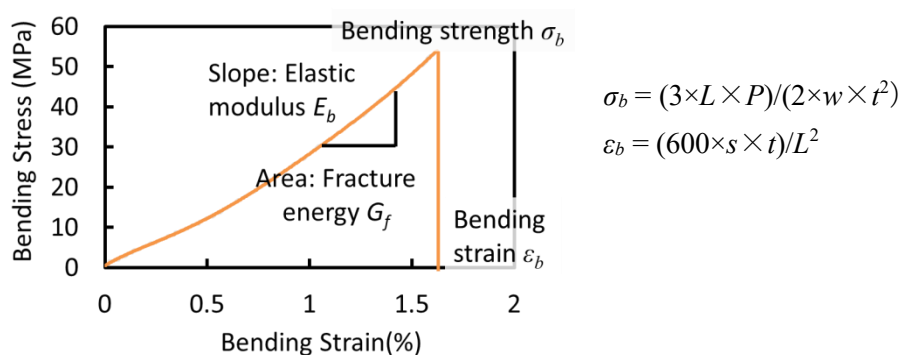 60
50
40
30
20
10
0
Bending Stress (MPa)
Bending strength σb
Slope: Elastic
modulus Eb
Area: Fracture
energy Gf
Bending
strain εb
0 0.5 1 1.5 2
Bending Strain(%)
σb = (3×L×P)/(2×w×t²)
εb = (600×s×t)/L²